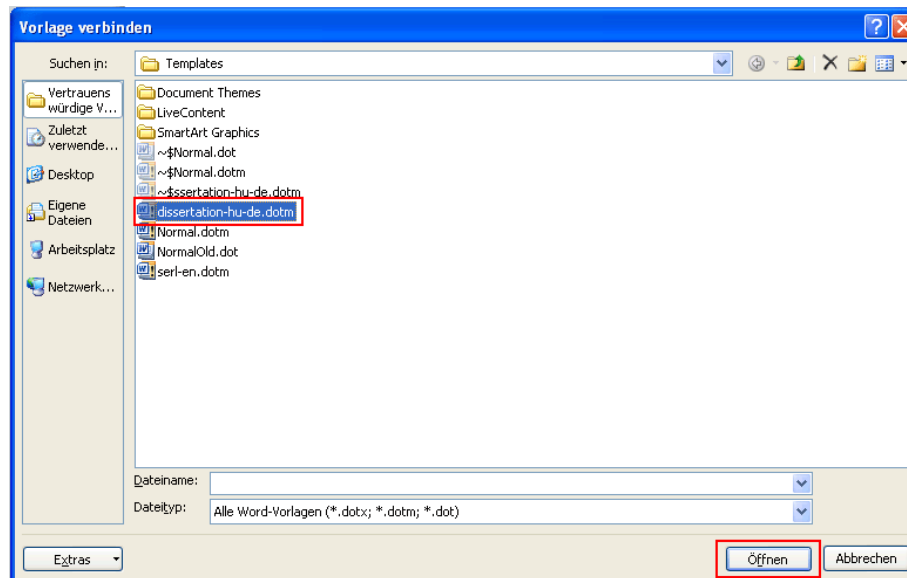 Vorlage verbinden
Suchen in:
Templates
Vertrauens
würdige V...
Zuletzt
verwende...
Desktop
Eigene
Dateien
Arbeitsplatz
Netzwerk...
Document Themes
LiveContent
SmartArt Graphics
~$Normal.dot
~$Normal.dotm
~$ssertation-hu-de.dotm
dissertation-hu-de.dotm
Normal.dotm
NormalOld.dot
serl-en.dotm
Dateiname:
Dateityp:
Alle Word-Vorlagen (*.dotx; *.dotm; *.dot)
Extras
Öffnen
Abbrechen